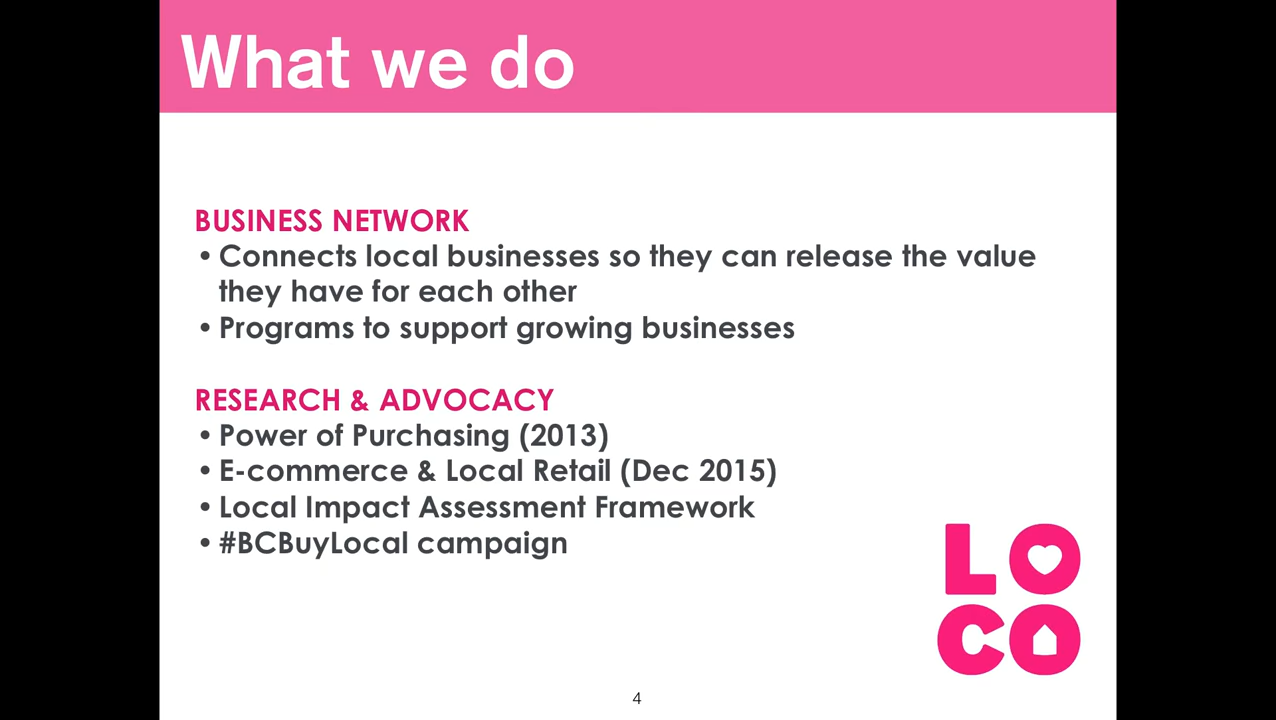 What we do
BUSINESS NETWORK
• Connects local businesses so they can release the value
they have for each other
• Programs to support growing businesses
RESEARCH & ADVOCACY
• Power of Purchasing (2013)
• E-commerce & Local Retail (Dec 2015)
• Local Impact Assessment Framework
• #BCBuyLocal campaign
LO
CO
4